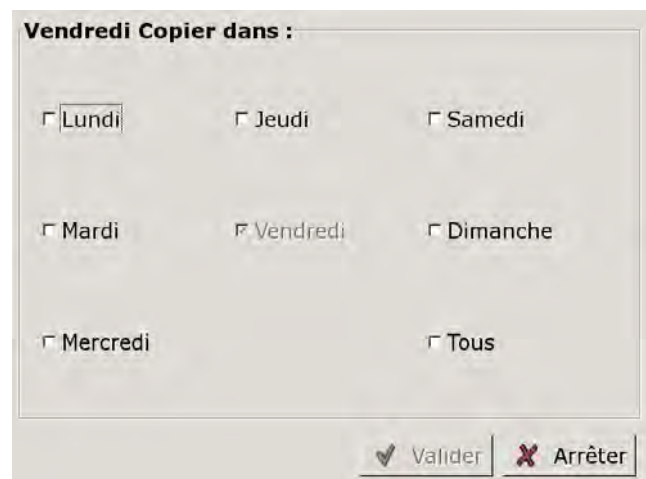 Vendredi Copier dans :
Lundi Jeudi Samedi
Mardi Vendredi Dimanche
Mercredi Tous
Valider Arrêter